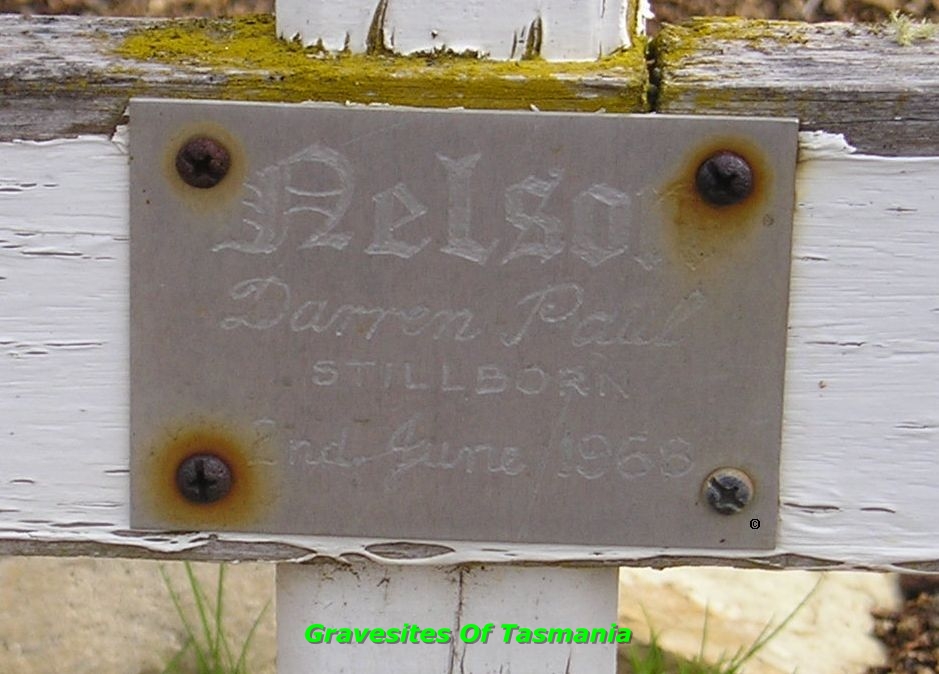 Nelson
Darren Paul
STILLBORN
2nd. June 1968
©
Gravesites Of Tasmania